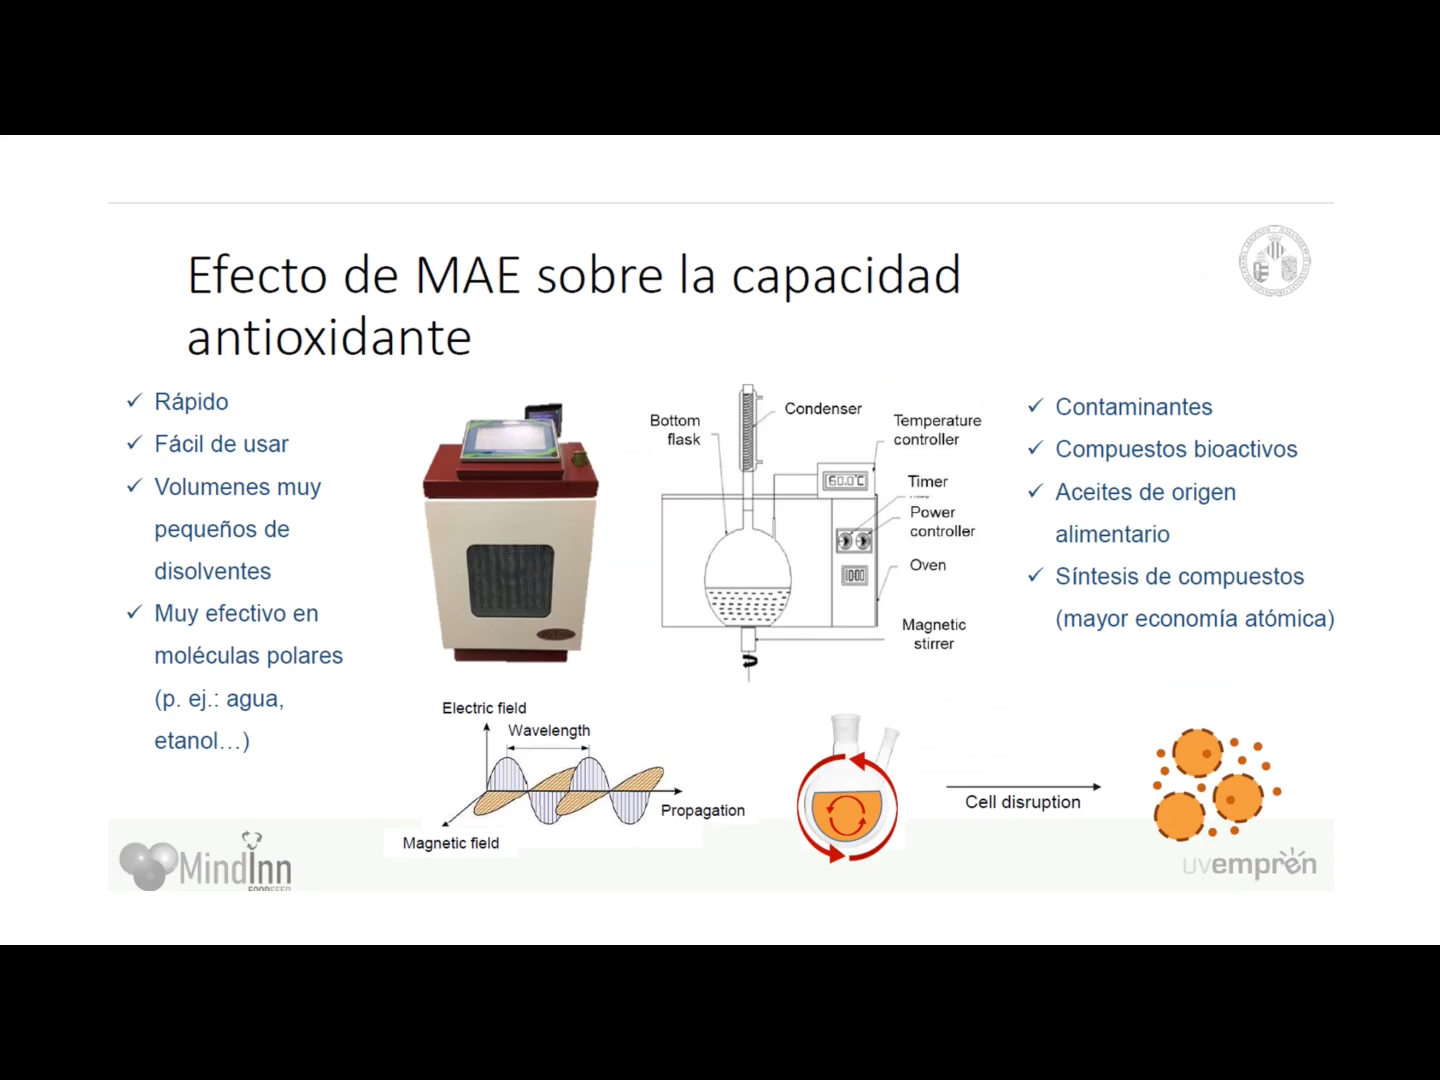 Efecto de MAE sobre la capacidad
antioxidante
Rápido
Fácil de usar
Volumenes muy
pequeños de
disolventes
Muy efectivo en
moléculas polares
(p. ej.: agua,
etanol…)
Bottom
flask
Condenser
Temperature
controller
60.0°C
Timer
Power
controller
Oven
Magnetic
stirrer
Contaminantes
Compuestos bioactivos
Aceites de origen
alimentario
Síntesis de compuestos
(mayor economía atómica)
Electric field
Wavelength
Propagation
Magnetic field
Cell disruption
MindInn
uvemprén